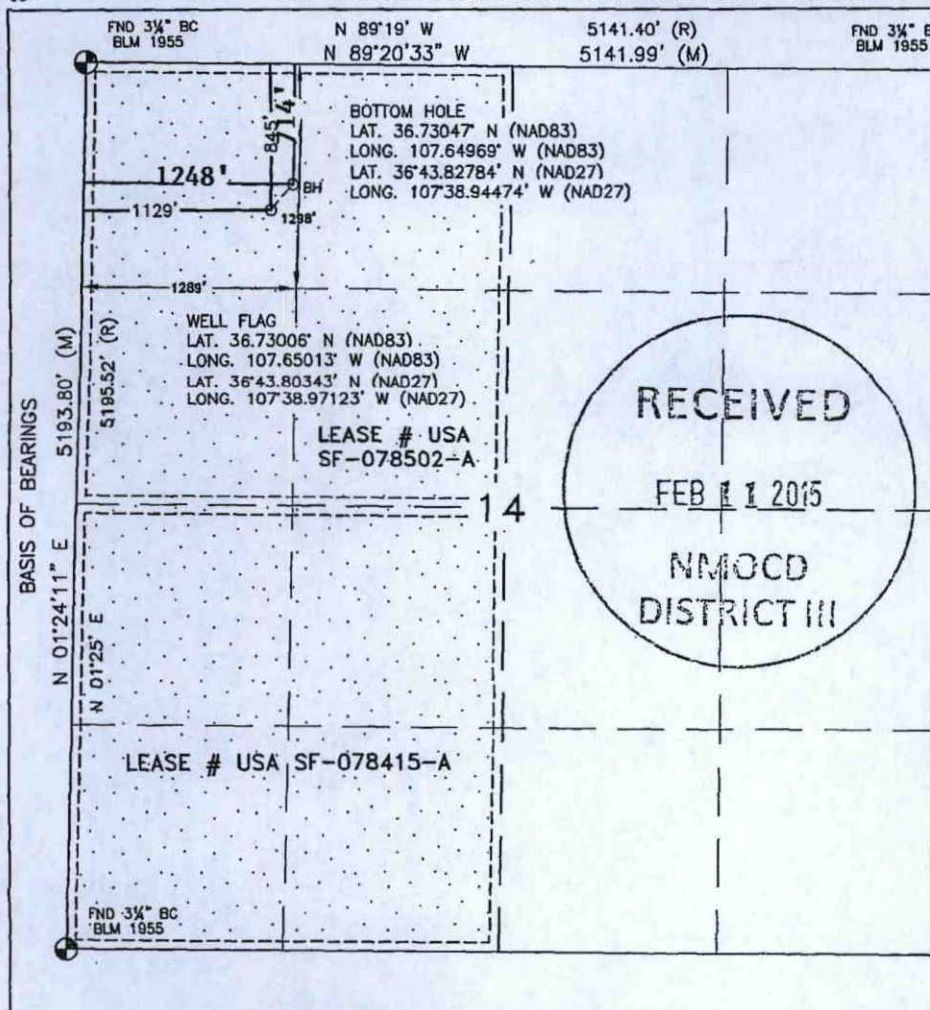 FND 3¼" BC
BLM 1955
N 89°19' W
N 89°20'33" W
5141.40' (R)
5141.99' (M)
FND 3¼" B
BLM 1955
845'
714'
BOTTOM HOLE
LAT. 36.73047° N (NAD83)
LONG. 107.64969° W (NAD83)
LAT. 36°43.82784' N (NAD27)
LONG. 107°38.94474' W (NAD27)
1248'
BH
1129'
1298'
1289'
WELL FLAG
LAT. 36.73006° N (NAD83)
LONG. 107.65013° W (NAD83)
LAT. 36°43.80343' N (NAD27)
LONG. 107°38.97123' W (NAD27)
LEASE # USA
SF-078502-A
BASIS OF BEARINGS
N 01°24'11" E 5193.80' (M)
N 01°25' E 5185.52' (R)
14
RECEIVED
FEB 11 2015
NMOCD
DISTRICT III
LEASE # USA SF-078415-A
FND 3¼" BC
BLM 1955